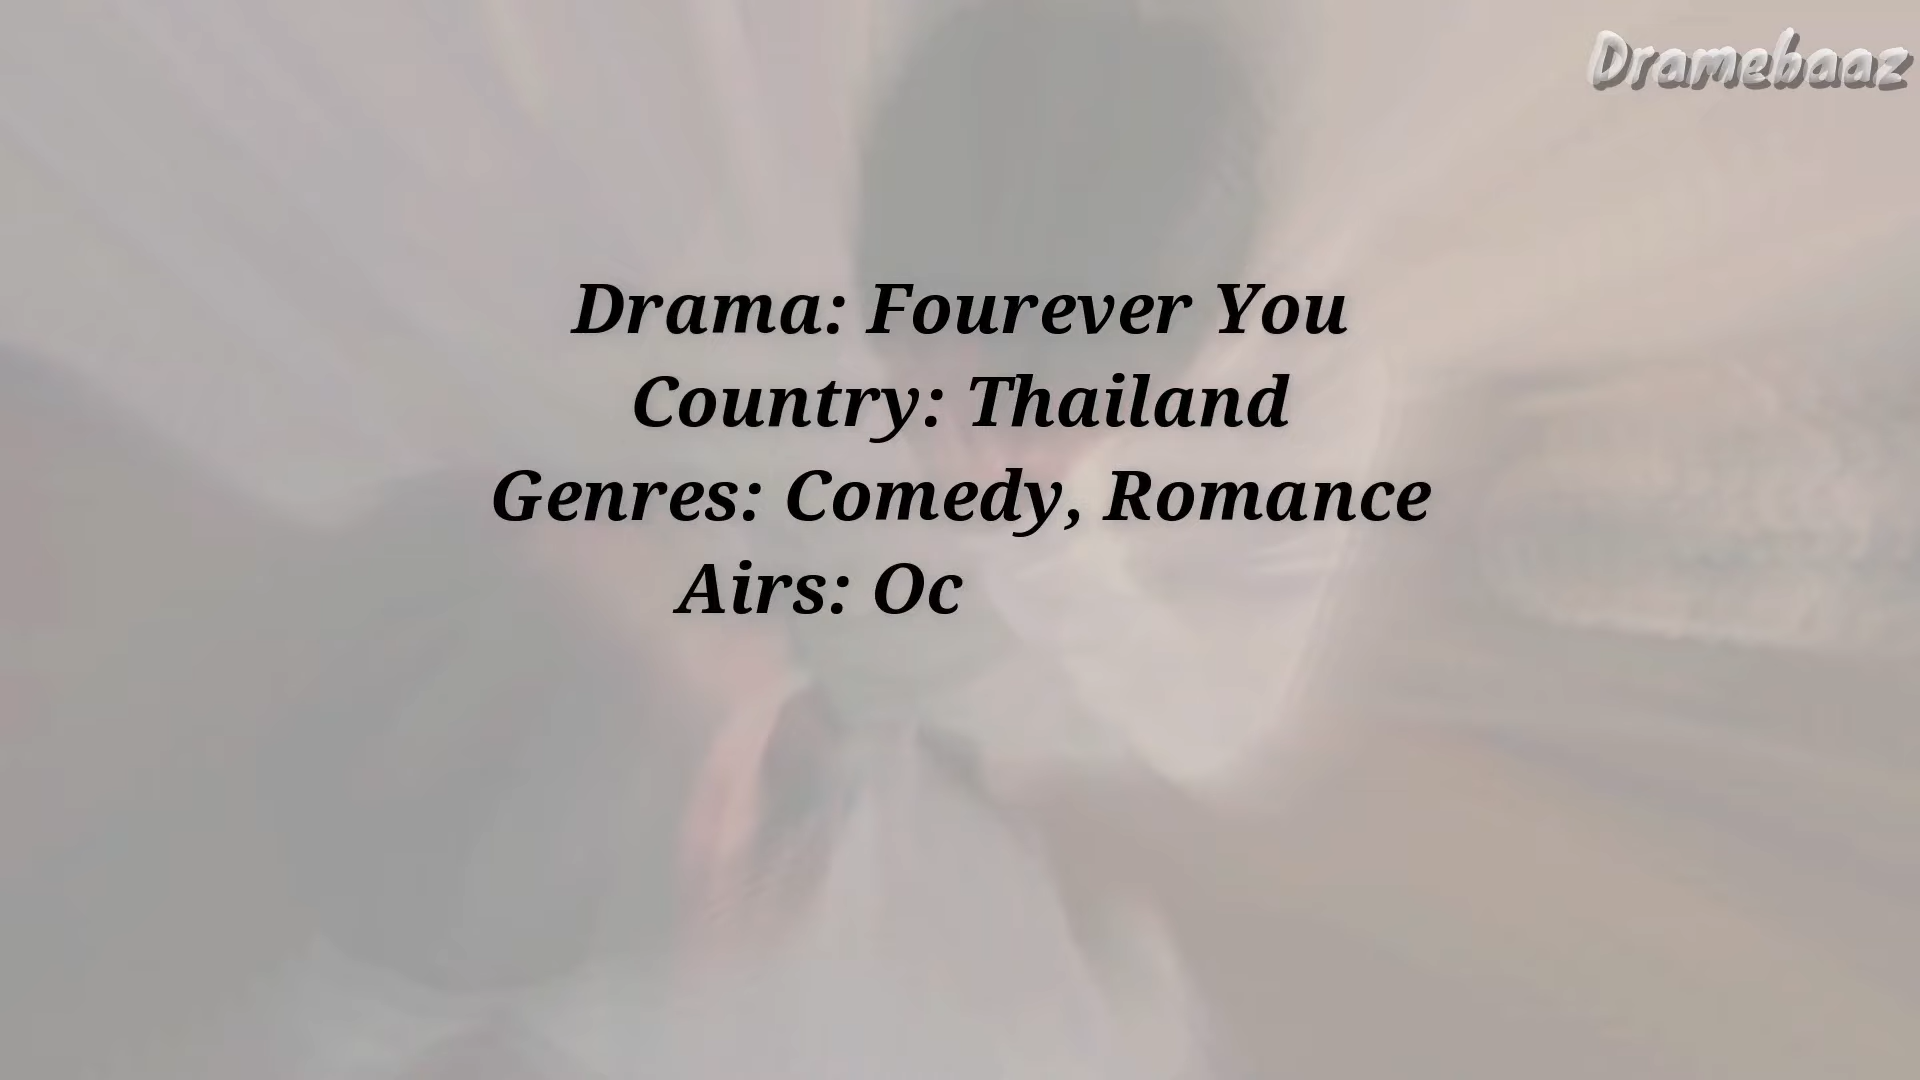 Dramebaaz
Drama: Fourever You
Country: Thailand
Genres: Comedy, Romance
Airs: Oc